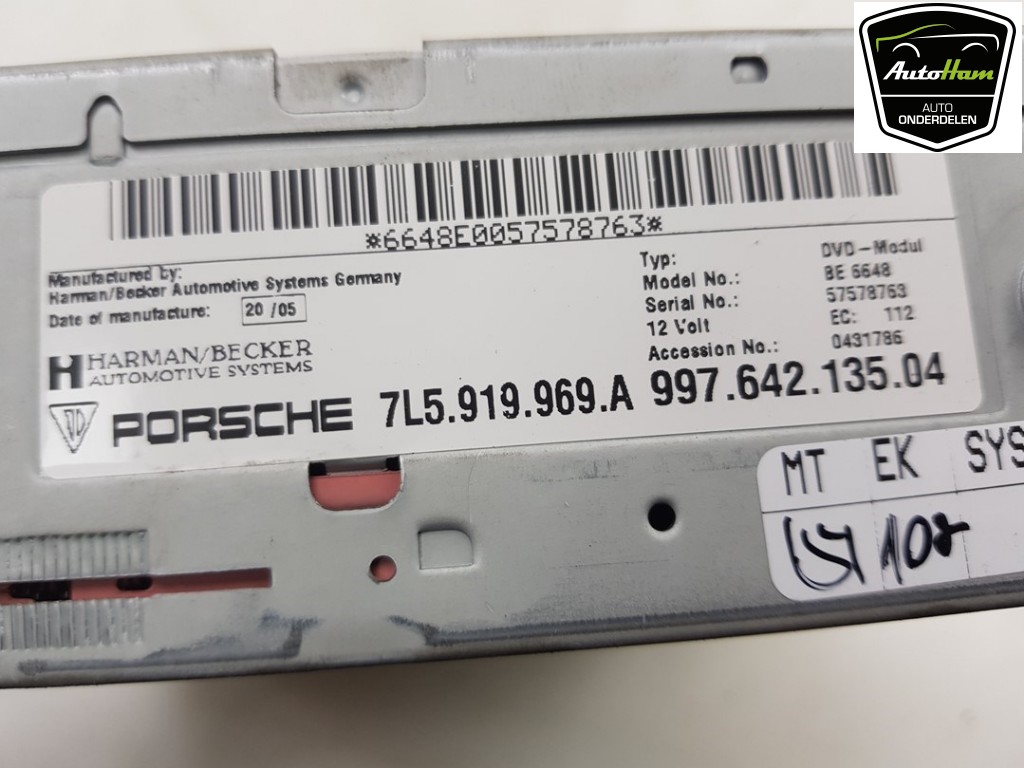 AutoHam
AUTO
ONDERDELEN
*6648E0057578763*
Manufactured by:
Harman/Becker Automotive Systems Germany
Date of manufacture: 20 /05
HARMAN/BECKER
AUTOMOTIVE SYSTEMS
Typ: DVD-Modul
Model No.: BE 6648
Serial No.: 57578763
12 Volt EC: 112
Accession No.: 0431786
PORSCHE 7L5.919.969.A 997.642.135.04
MT EK SYS
108